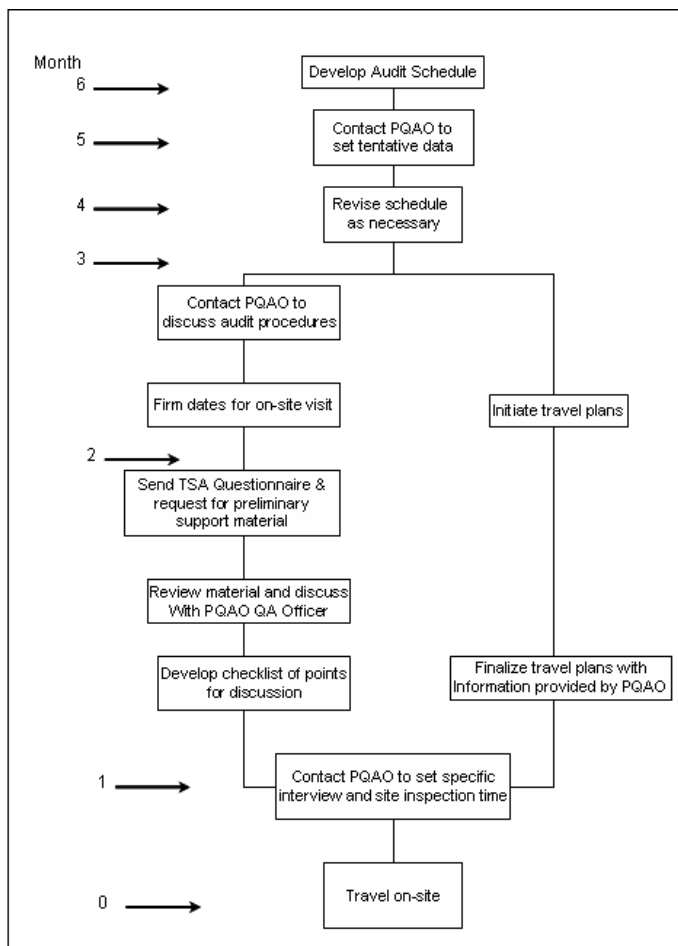 Month
6
Develop Audit Schedule
5
Contact PQAO to
set tentative data
4
Revise schedule
as necessary
3
Contact PQAO to
discuss audit procedures
Firm dates for on-site visit
Initiate travel plans
2
Send TSA Questionnaire &
request for preliminary
support material
Review material and discuss
With PQAO QA Officer
Develop checklist of points
for discussion
Finalize travel plans with
Information provided by PQAO
1
Contact PQAO to set specific
interview and site inspection time
0
Travel on-site